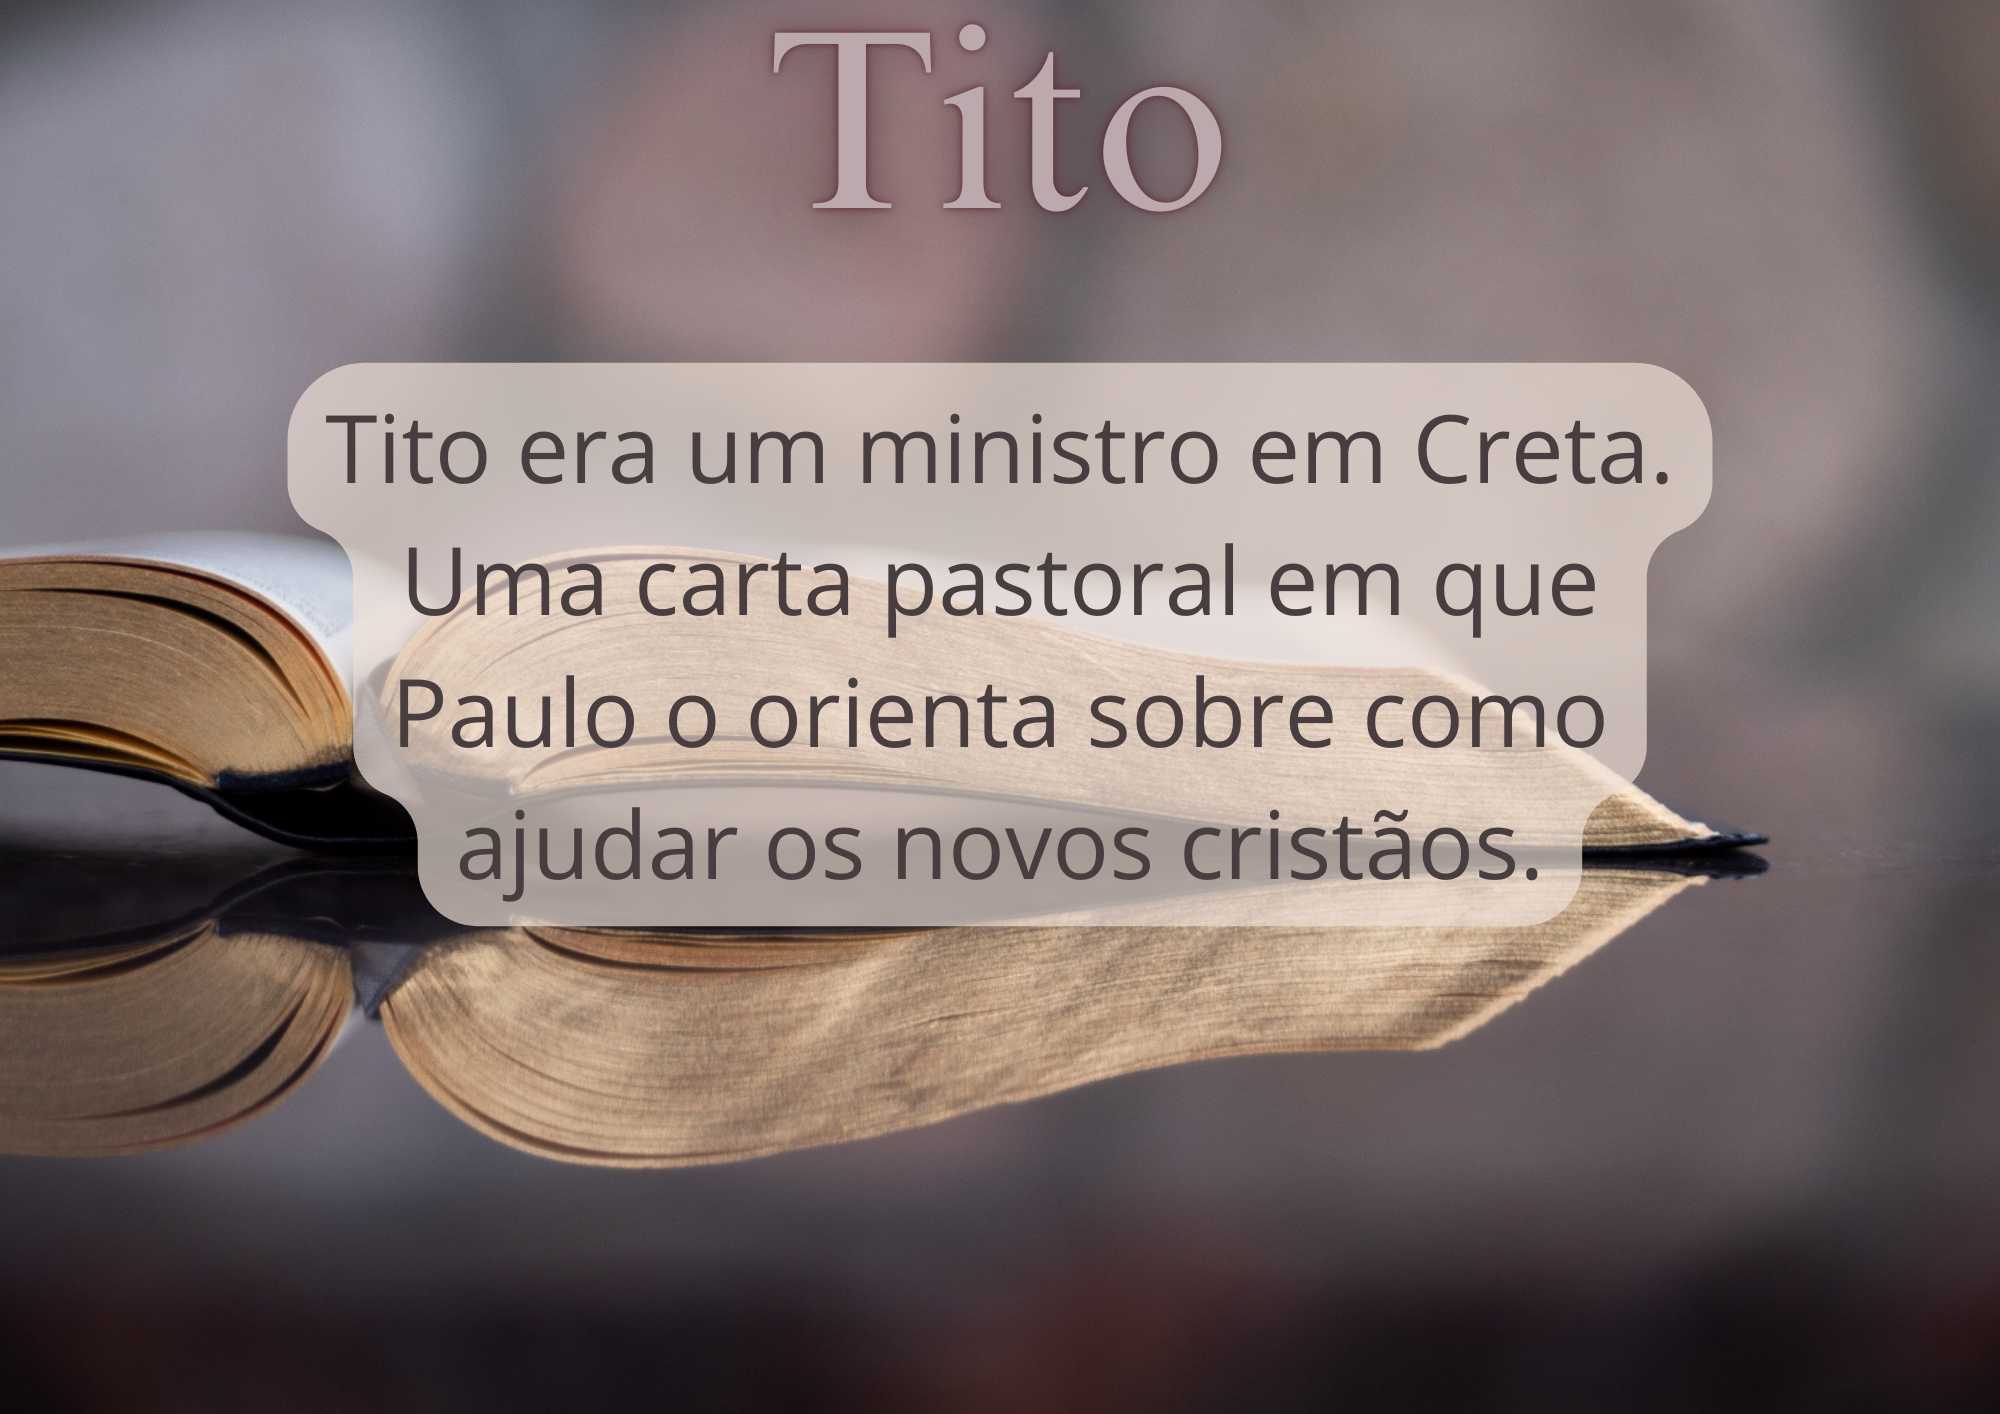 Tito
Tito era um ministro em Creta.
Uma carta pastoral em que
Paulo o orienta sobre como
ajudar os novos cristãos.